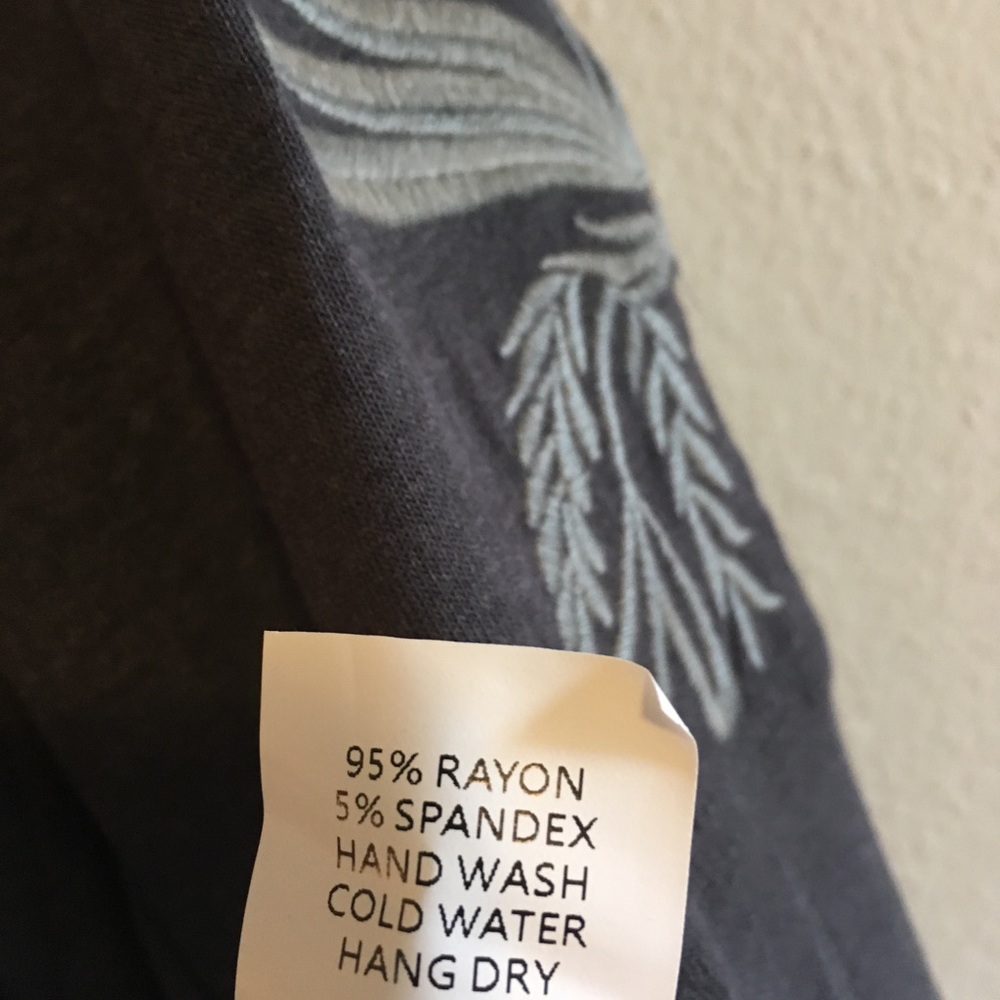 95% RAYON
5% SPANDEX
HAND WASH
COLD WATER
HANG DRY